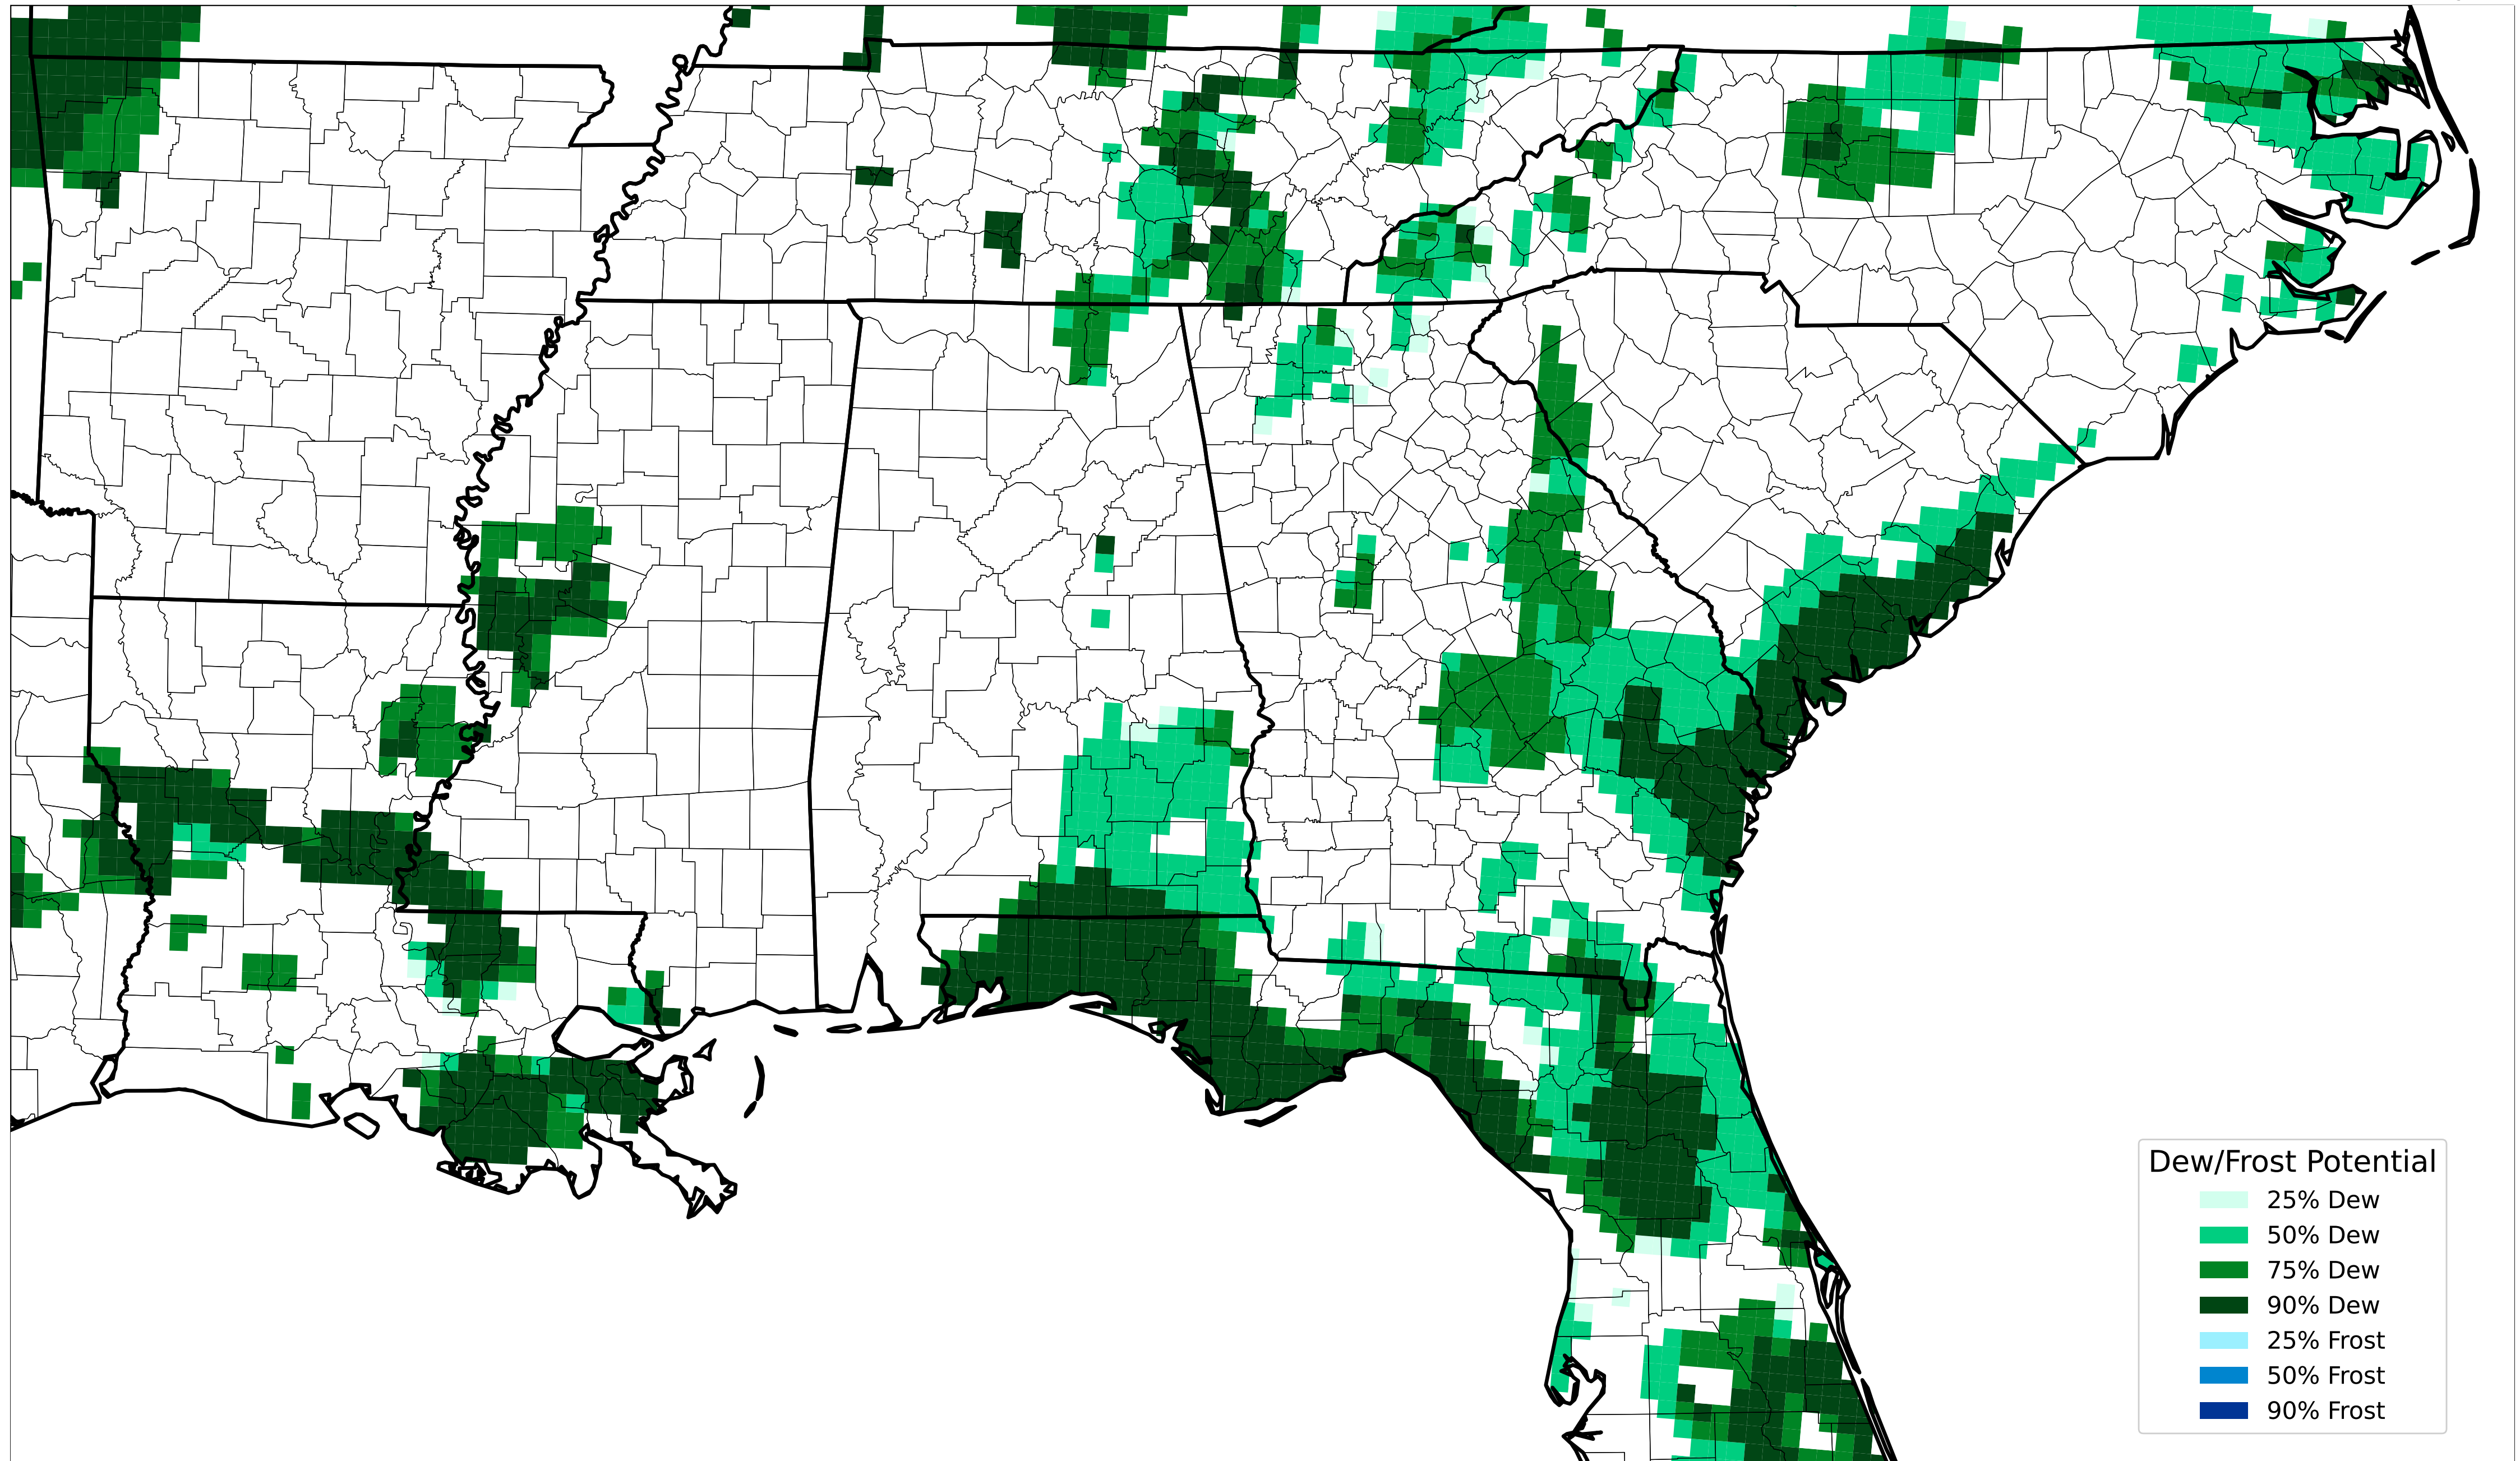 Dew/Frost Potential
25% Dew
50% Dew
75% Dew
90% Dew
25% Frost
50% Frost
90% Frost